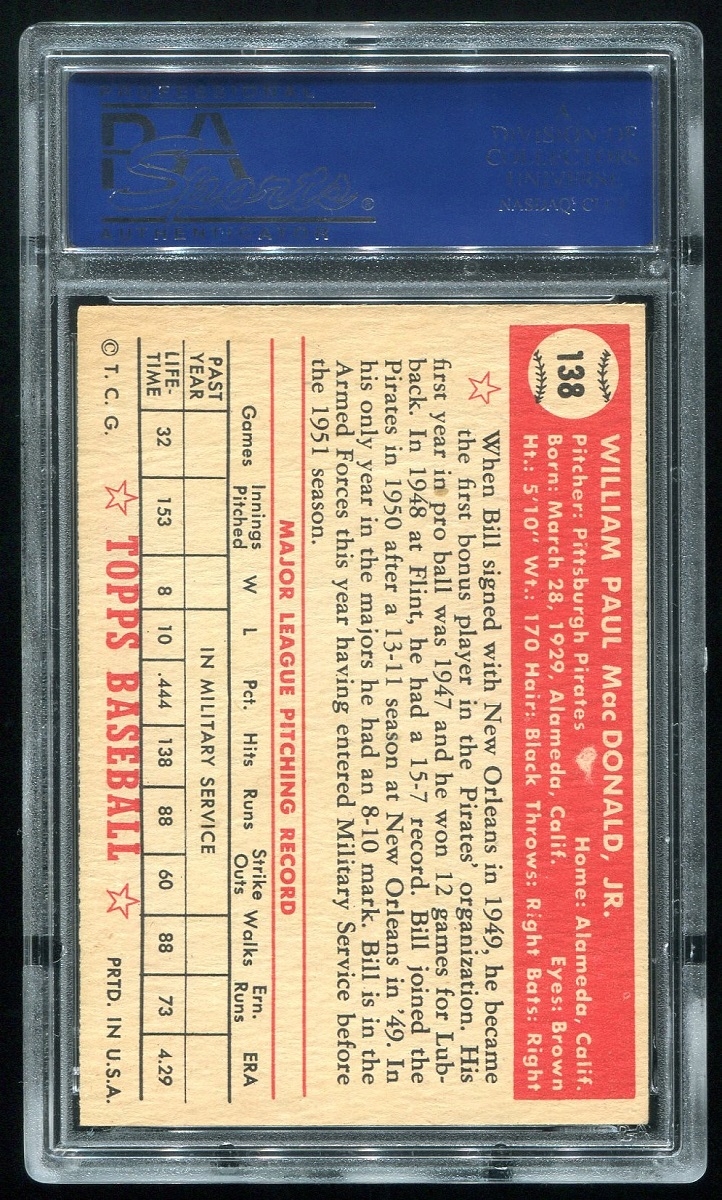 PROFESSIONAL
PSA
Sports®
AUTHENTICATOR
A
DIVISION OF
COLLECTORS
UNIVERSE
NASDAQ:
138
WILLIAM PAUL Mac DONALD, JR.
Pitcher: Pittsburgh Pirates Home: Alameda, Calif.
Born: March 28, 1929, Alameda, Calif. Eyes: Brown
Ht.: 5'10" Wt.: 170 Hair: Black Throws: Right Bats: Right
When Bill signed with New Orleans in 1949, he became
the first bonus player in the Pirates' organization. His
first year in pro ball was 1947 and he won 12 games for Lub-
back. In 1948 at Flint, he had a 15-7 record. Bill joined the
Pirates in 1950 after a 13-11 season at New Orleans in '49. In
his only year in the majors he had an 8-10 mark. Bill is in the
Armed Forces this year having entered Military Service before
the 1951 season.
MAJOR LEAGUE PITCHING RECORD
Games Innings Pitched W L Pct. Hits Runs Strike Outs Walks Ern. Runs ERA
PAST YEAR IN MILITARY SERVICE
LIFE-TIME 32 153 8 10 .444 138 88 60 88 73 4.29
© T. C. G. TOPPS BASEBALL PRTD. IN U.S.A.